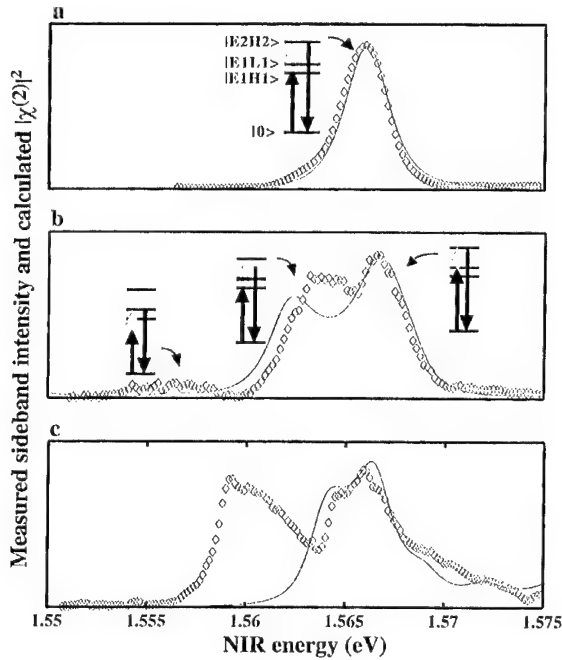 a
|E2H2>
|E1L1>
|E1H1>
|0>
b
c
Measured sideband intensity and calculated |χ(2)|2
1.55 1.555 1.56 1.565 1.57 1.575
NIR energy (eV)